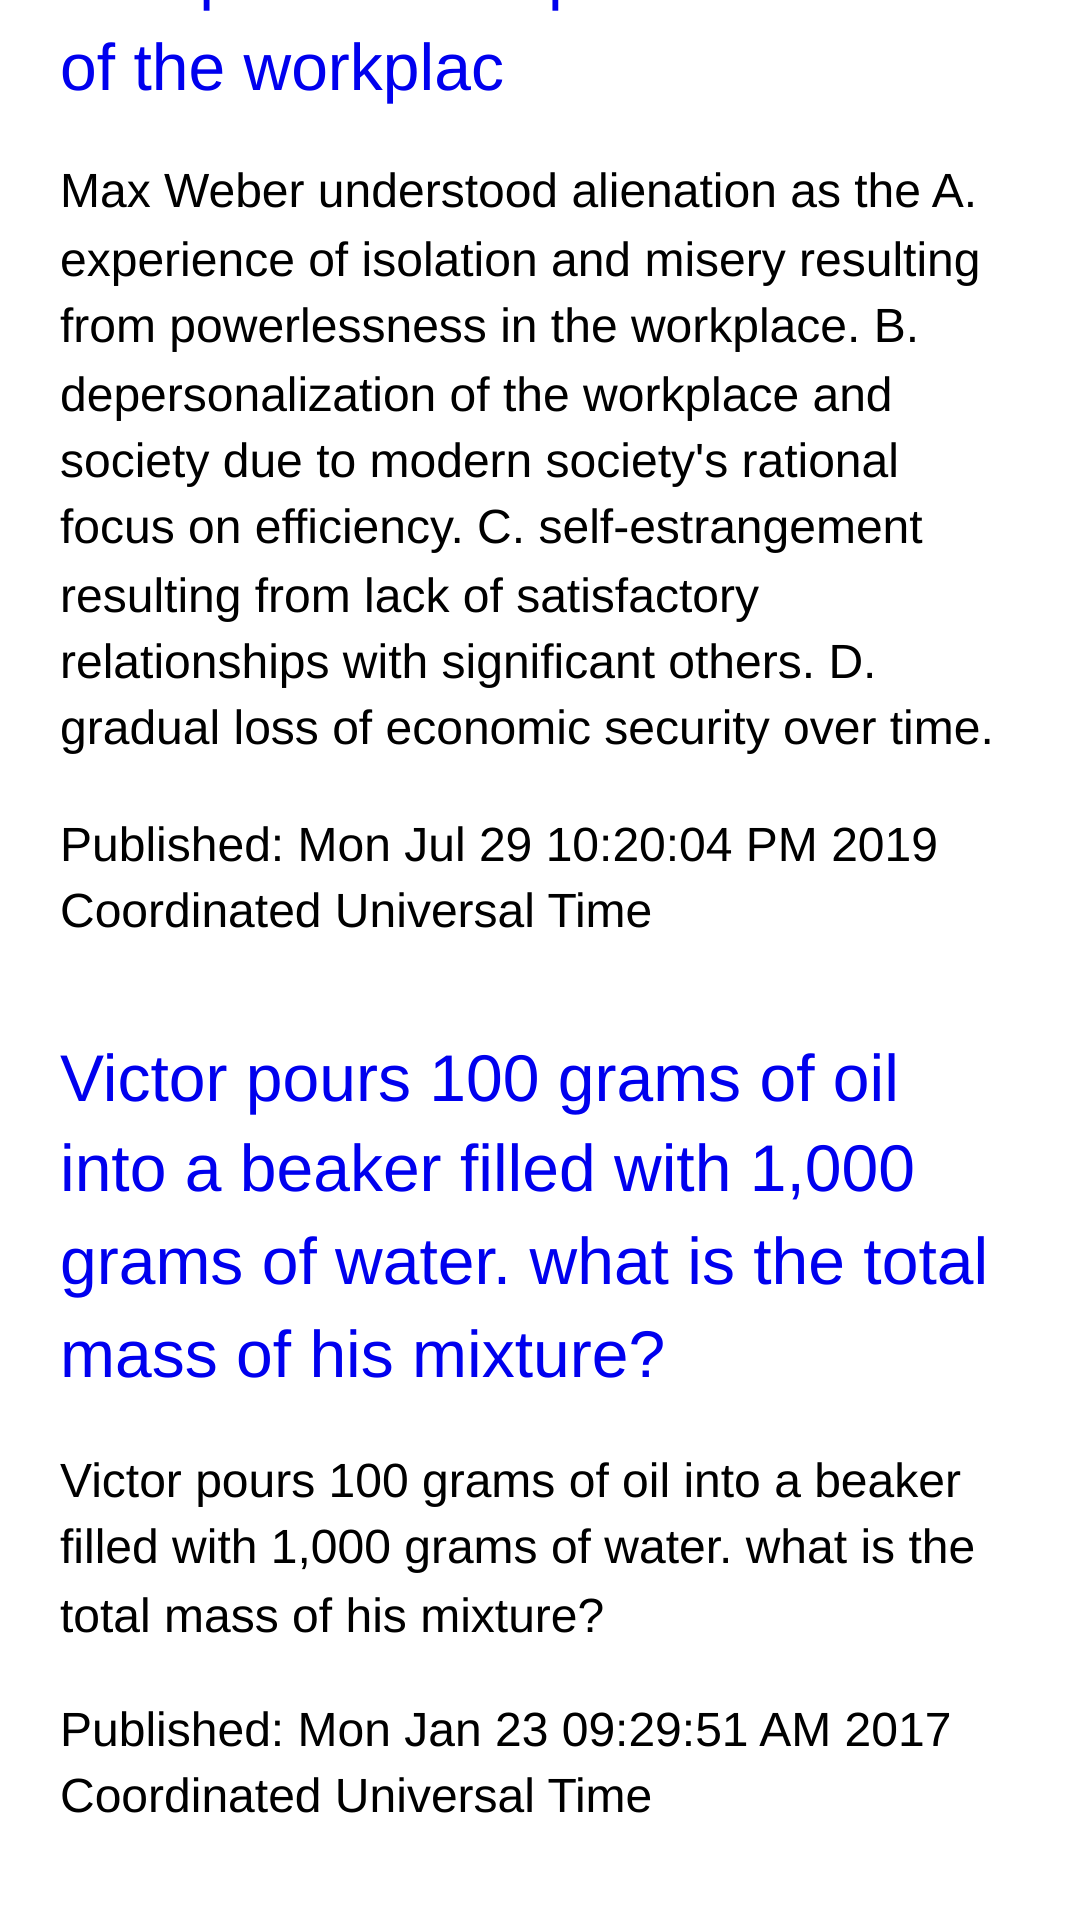 of the workplac
Max Weber understood alienation as the A.
experience of isolation and misery resulting
from powerlessness in the workplace. B.
depersonalization of the workplace and
society due to modern society's rational
focus on efficiency. C. self-estrangement
resulting from lack of satisfactory
relationships with significant others. D.
gradual loss of economic security over time.
Published: Mon Jul 29 10:20:04 PM 2019
Coordinated Universal Time
Victor pours 100 grams of oil
into a beaker filled with 1,000
grams of water. what is the total
mass of his mixture?
Victor pours 100 grams of oil into a beaker
filled with 1,000 grams of water. what is the
total mass of his mixture?
Published: Mon Jan 23 09:29:51 AM 2017
Coordinated Universal Time